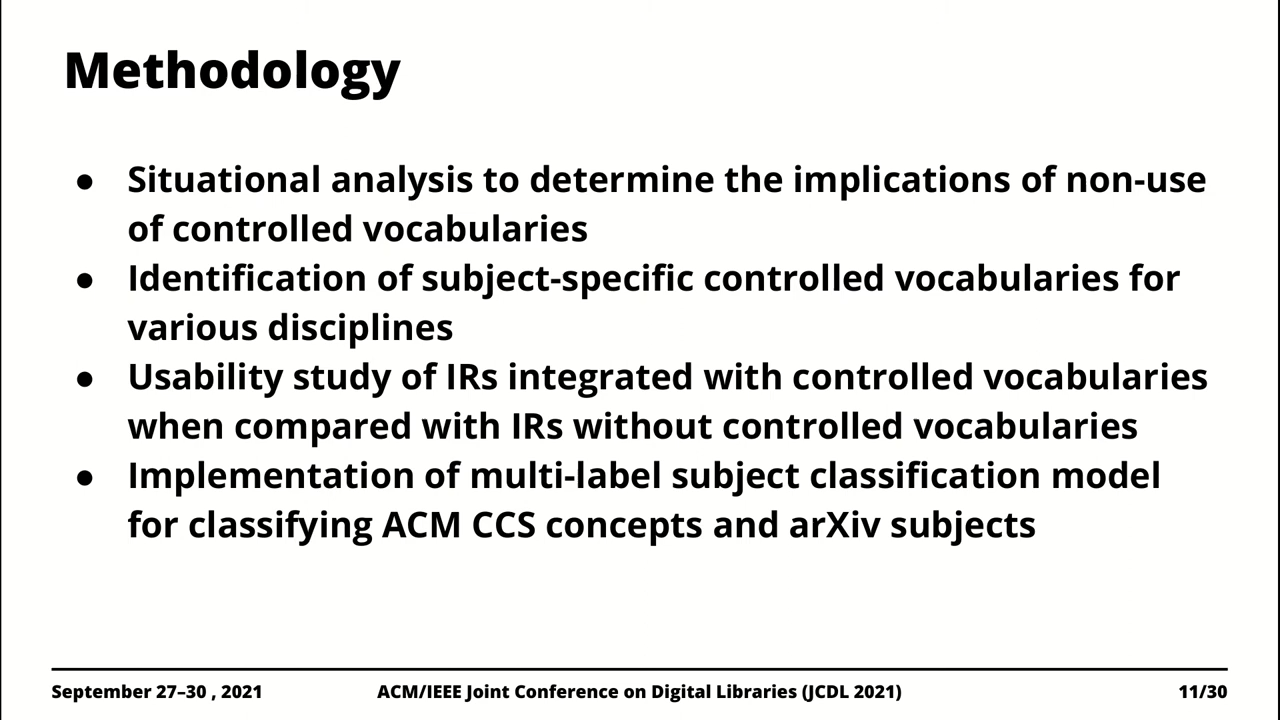 Methodology
● Situational analysis to determine the implications of non-use
of controlled vocabularies
● Identification of subject-specific controlled vocabularies for
various disciplines
● Usability study of IRs integrated with controlled vocabularies
when compared with IRs without controlled vocabularies
● Implementation of multi-label subject classification model
for classifying ACM CCS concepts and arXiv subjects
September 27–30 , 2021 ACM/IEEE Joint Conference on Digital Libraries (JCDL 2021) 11/30